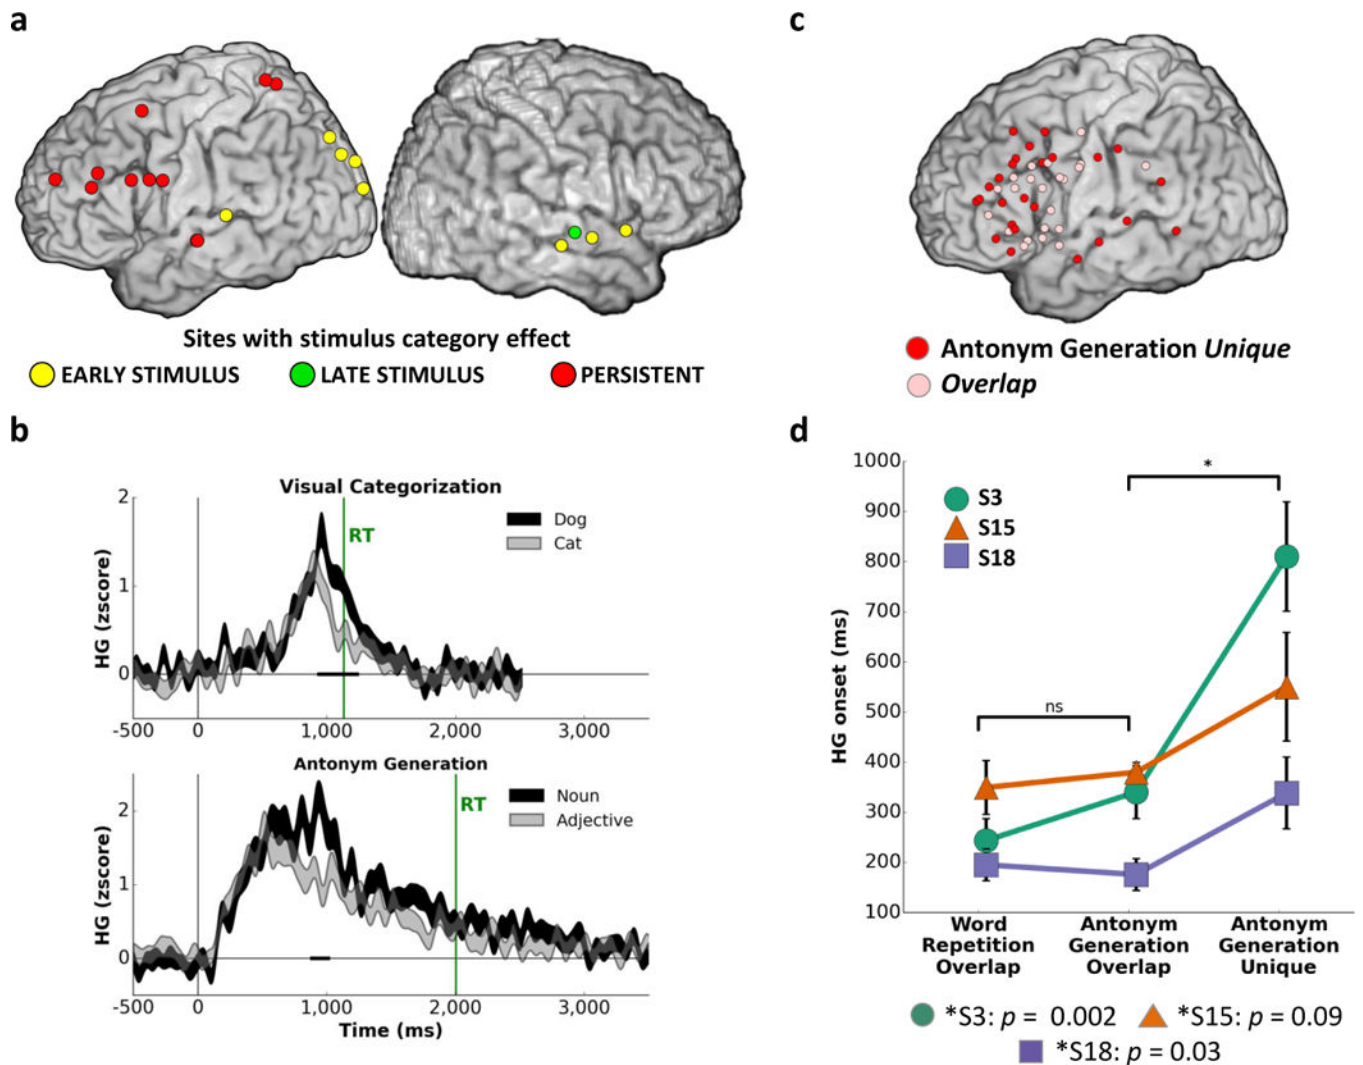 a
Sites with stimulus category effect
EARLY STIMULUS
LATE STIMULUS
PERSISTENT
b
Visual Categorization
2
1
0
HG (zscore)
Dog
Cat
RT
-500
0
1,000
2,000
3,000
Antonym Generation
2
1
0
HG (zscore)
Noun
Adjective
RT
-500
0
1,000
2,000
3,000
Time (ms)
c
Antonym Generation Unique
Overlap
d
1000
900
800
700
600
500
400
300
200
100
HG onset (ms)
S3
S15
S18
ns
*
Word
Repetition
Overlap
Antonym
Generation
Overlap
Antonym
Generation
Unique
*S3: p = 0.002
*S15: p = 0.09
*S18: p = 0.03